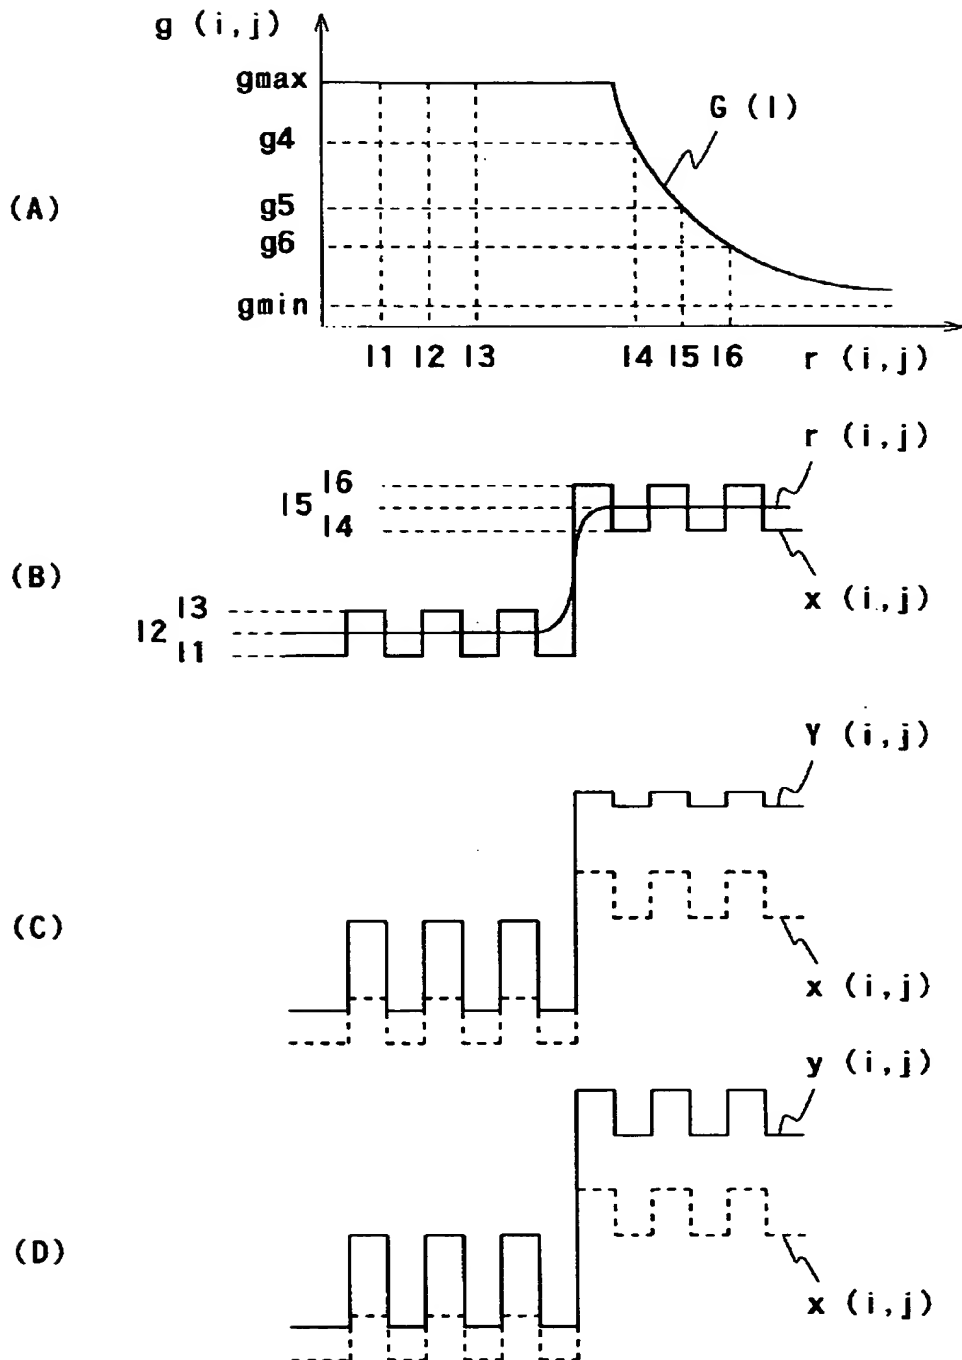 g (i,j)
gmax
g4
g5
g6
gmin
G (l)
(A)
l1 l2 l3 l4 l5 l6 r (i,j)
r (i,j)
l6
l5
l4
x (i,j)
(B)
l3
l2
l1
Y (i,j)
(C)
x (i,j)
y (i,j)
(D)
x (i,j)